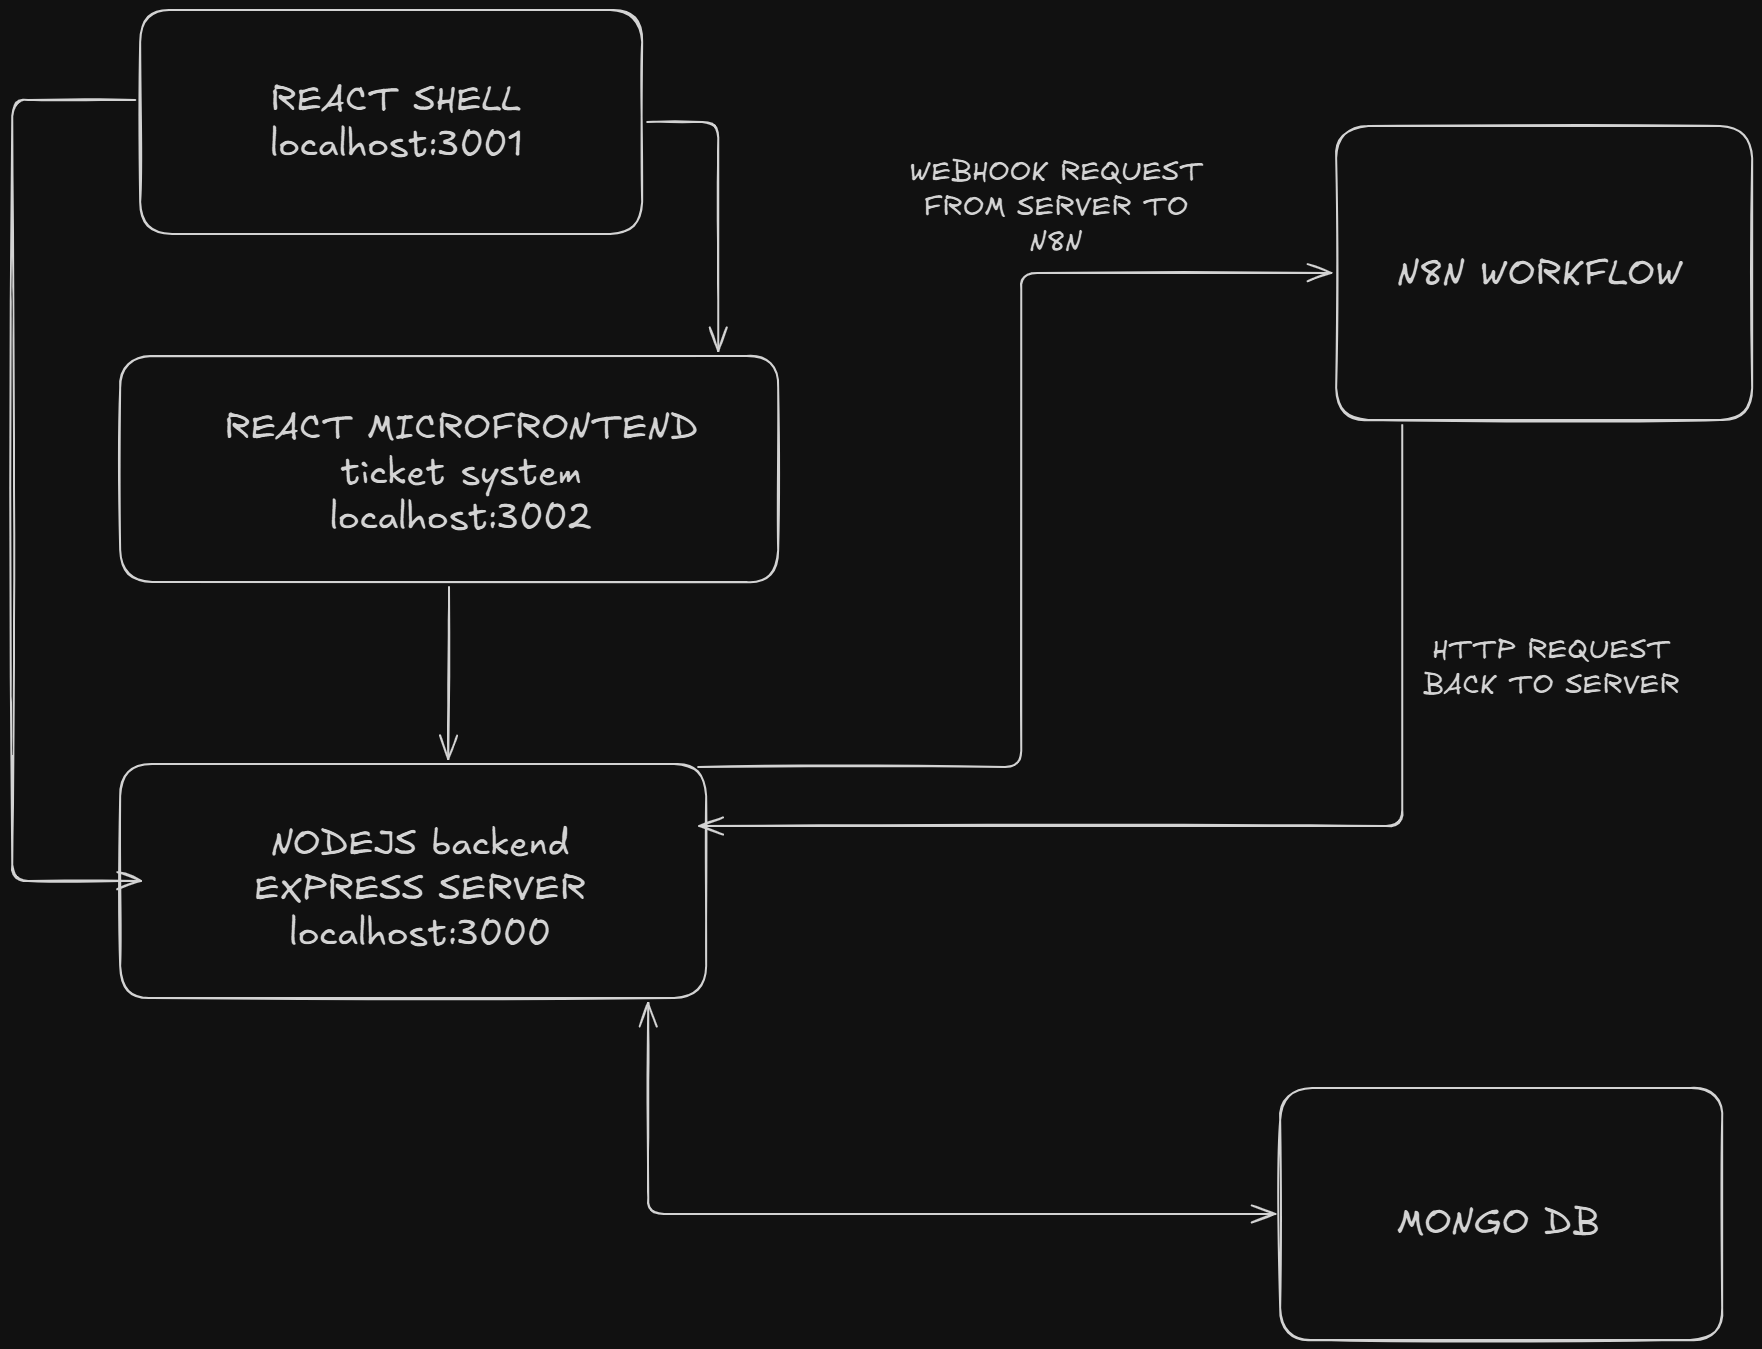 REACT SHELL
localhost:3001
WEBHOOK REQUEST
FROM SERVER TO
N8N
N8N WORKFLOW
REACT MICROFRONTEND
ticket system
localhost:3002
HTTP REQUEST
BACK TO SERVER
NODEJS backend
EXPRESS SERVER
localhost:3000
MONGO DB